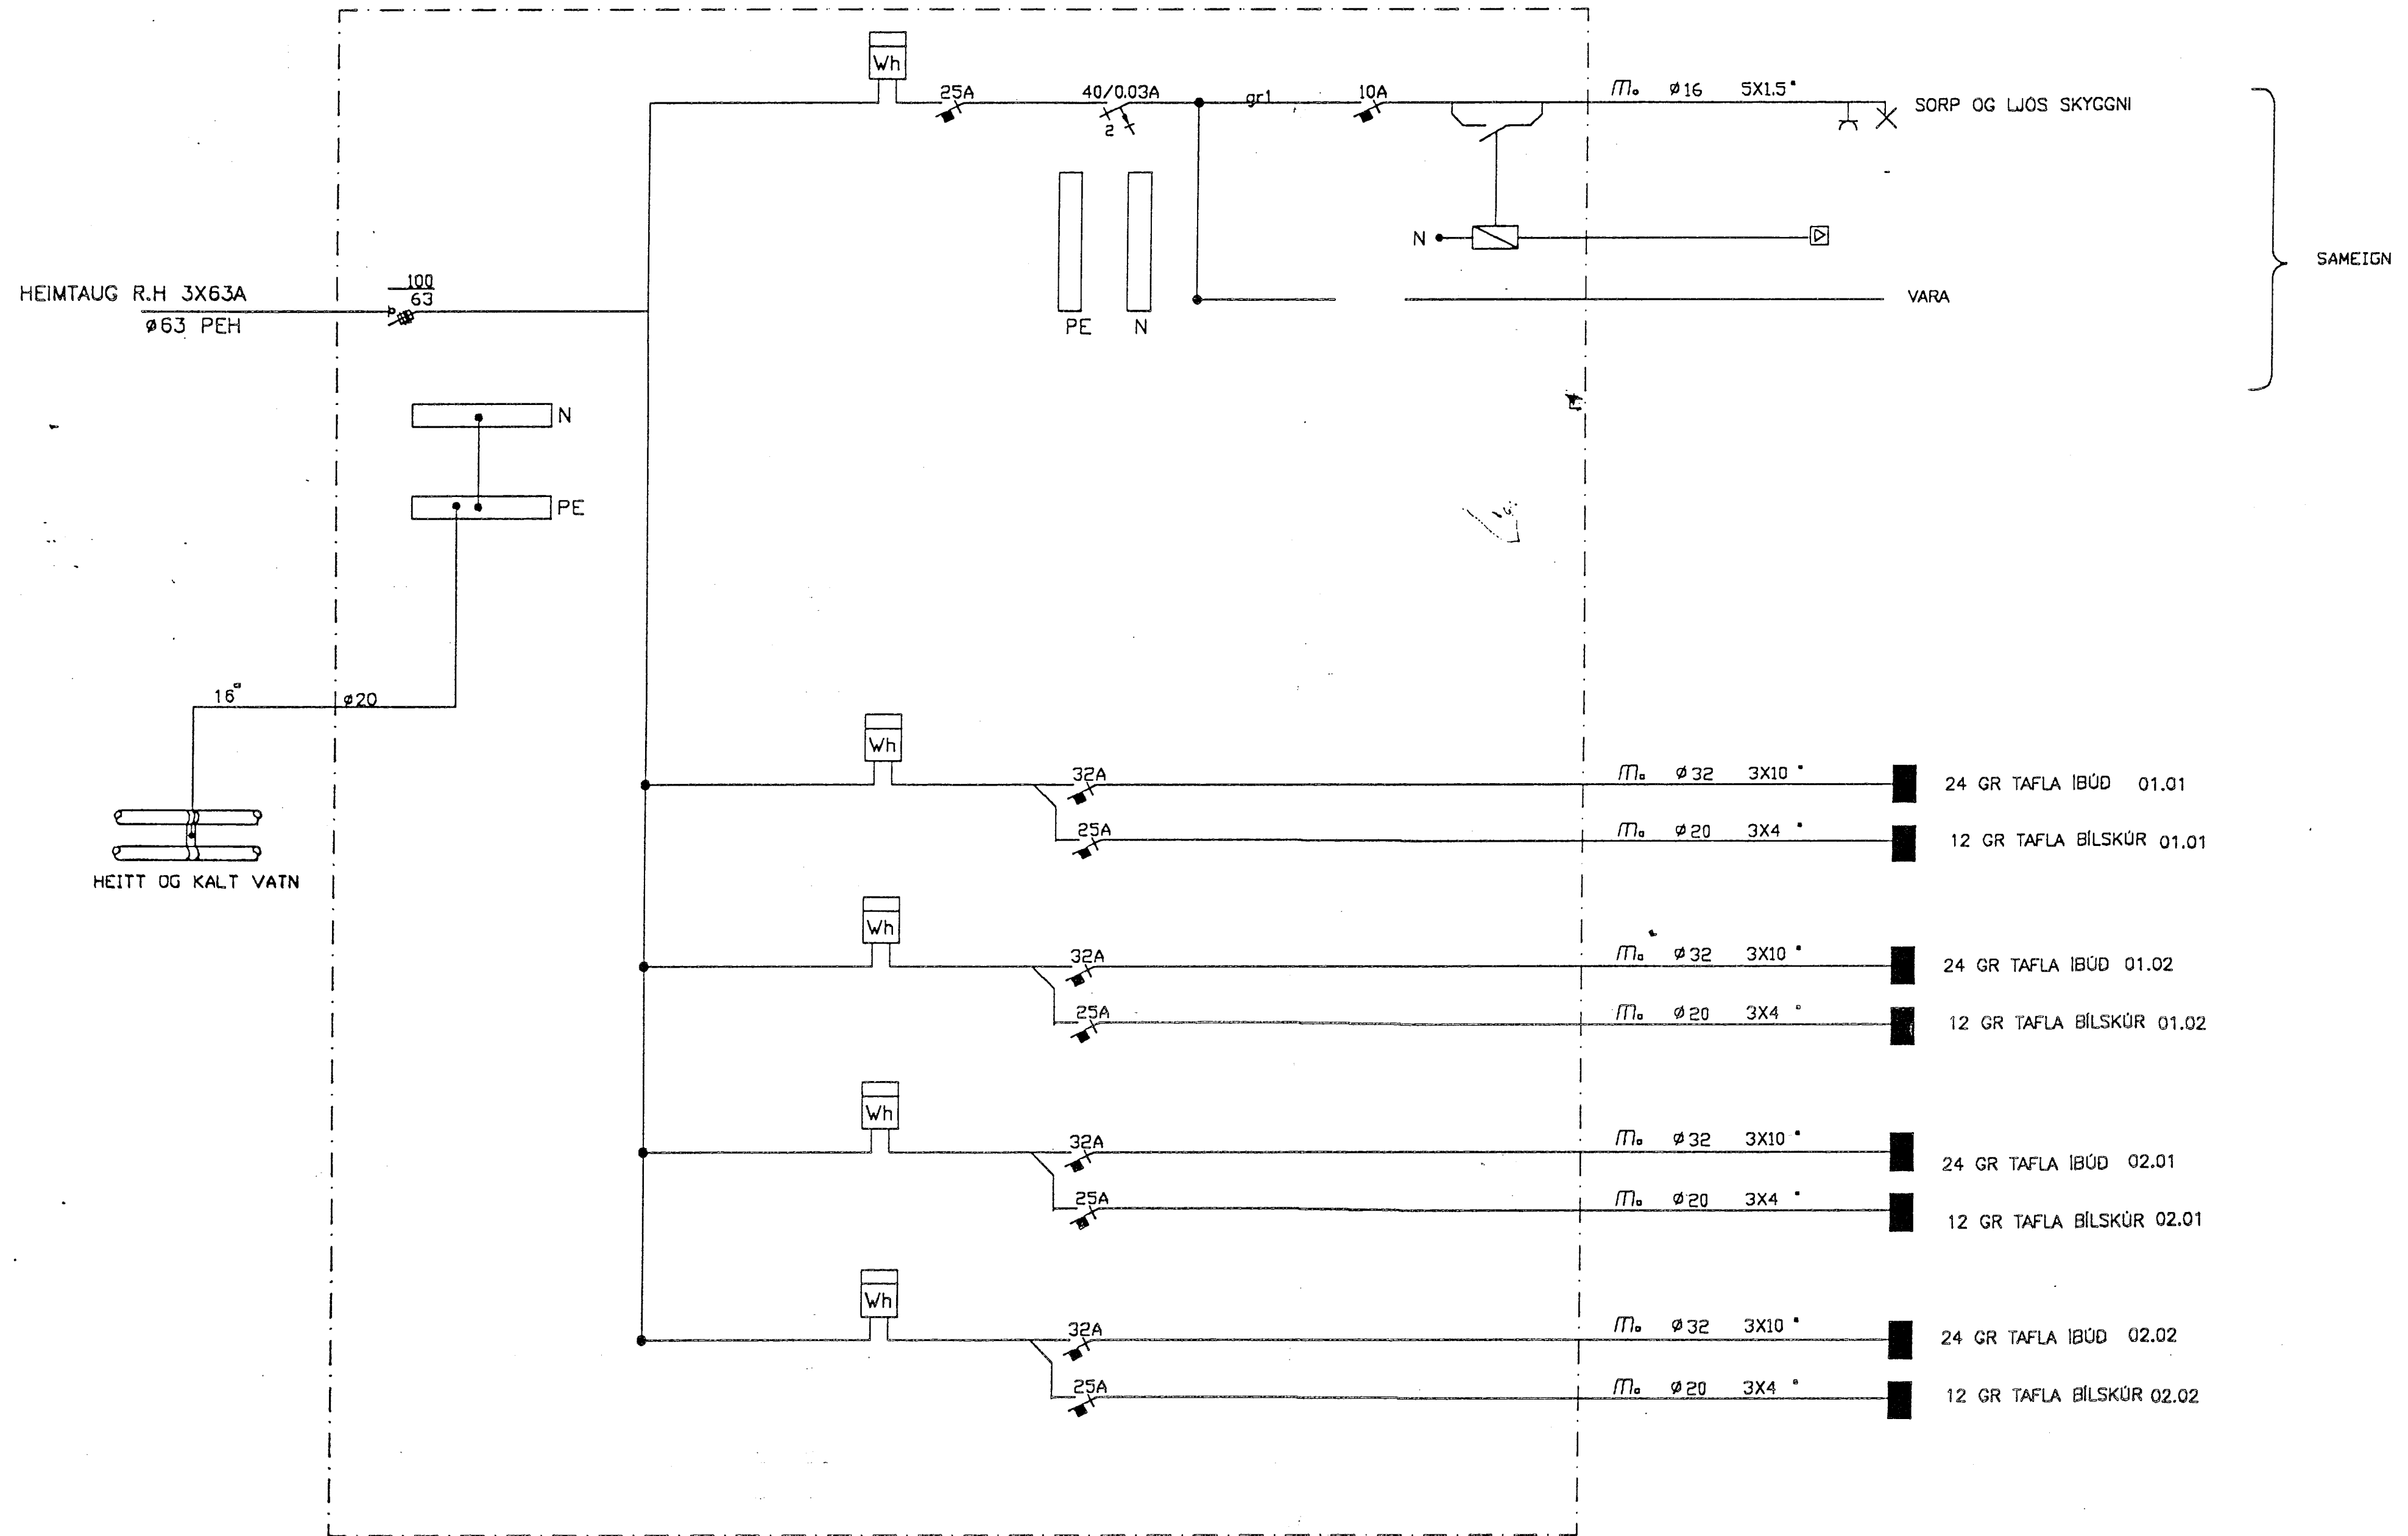 Wh
25A
40/0.03A
2
gr1
10A
ø16 5X1.5
SORP OG LJÓS SKYGGNI
N
SAMEIGN
HEIMTAUG R.H 3X63A
ø63 PEH
100
63
PE
N
VARA
N
PE
16
ø20
HEITT OG KALT VATN
Wh
32A
ø32 3X10
24 GR TAFLA ÍBÚÐ 01.01
25A
ø20 3X4
12 GR TAFLA BÍLSKÚR 01.01
Wh
32A
ø32 3X10
24 GR TAFLA ÍBÚÐ 01.02
25A
ø20 3X4
12 GR TAFLA BÍLSKÚR 01.02
Wh
32A
ø32 3X10
24 GR TAFLA ÍBÚÐ 02.01
25A
ø20 3X4
12 GR TAFLA BÍLSKÚR 02.01
Wh
32A
ø32 3X10
24 GR TAFLA ÍBÚÐ 02.02
25A
ø20 3X4
12 GR TAFLA BÍLSKÚR 02.02